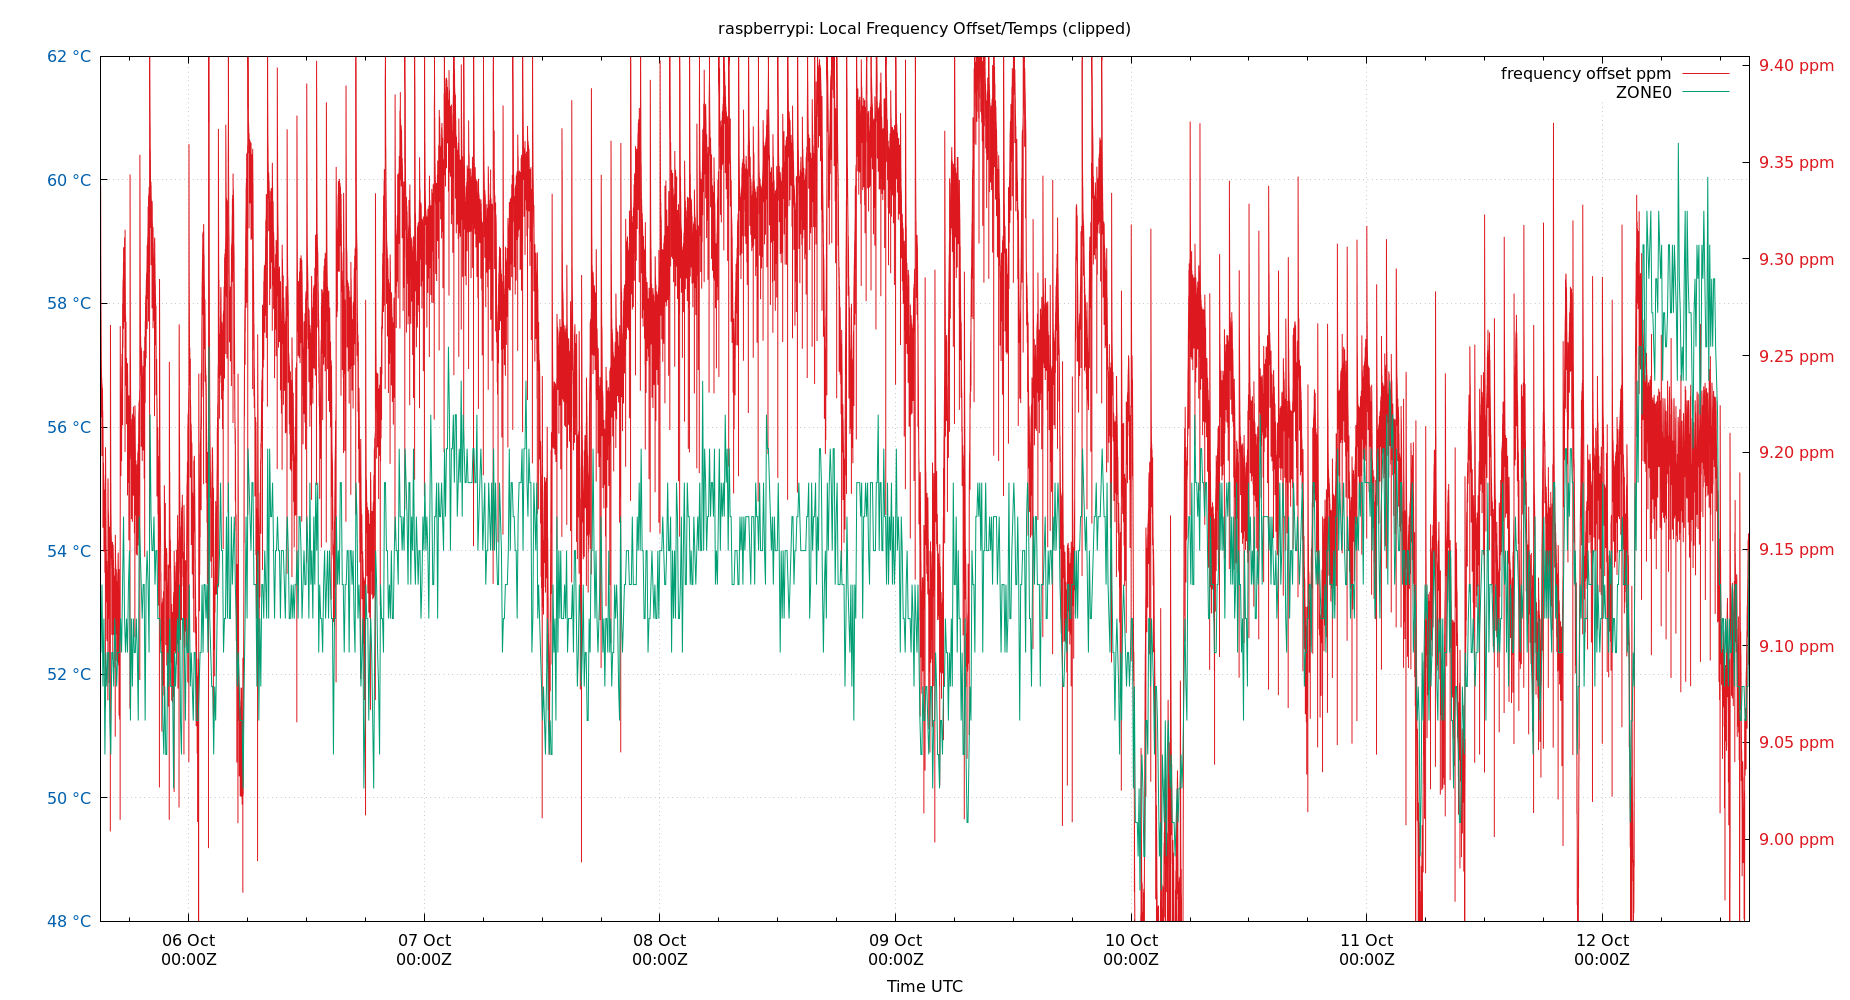 raspberrypi: Local Frequency Offset/Temps (clipped)
frequency offset ppm
ZONE0
62 °C
60 °C
58 °C
56 °C
54 °C
52 °C
50 °C
48 °C
9.40 ppm
9.35 ppm
9.30 ppm
9.25 ppm
9.20 ppm
9.15 ppm
9.10 ppm
9.05 ppm
9.00 ppm
06 Oct
00:00Z
07 Oct
00:00Z
08 Oct
00:00Z
09 Oct
00:00Z
10 Oct
00:00Z
11 Oct
00:00Z
12 Oct
00:00Z
Time UTC